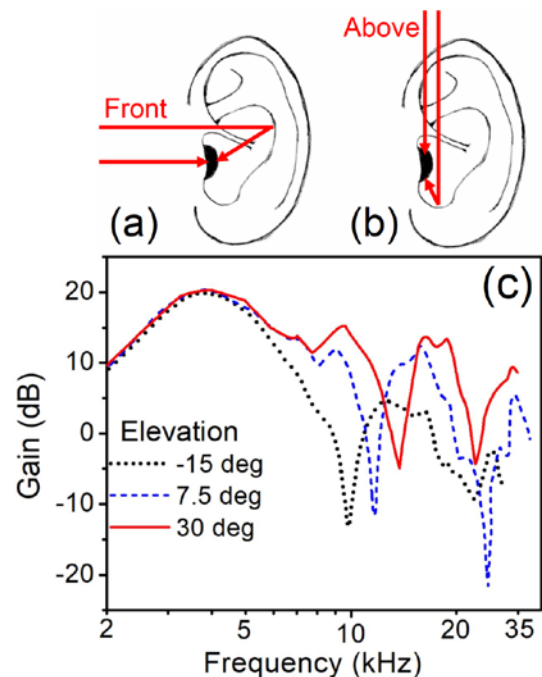 Above
Front
(a)
(b)
(c)
20
10
0
-10
-20
Gain (dB)
Elevation
-15 deg
7.5 deg
30 deg
2
5
10
20
35
Frequency (kHz)